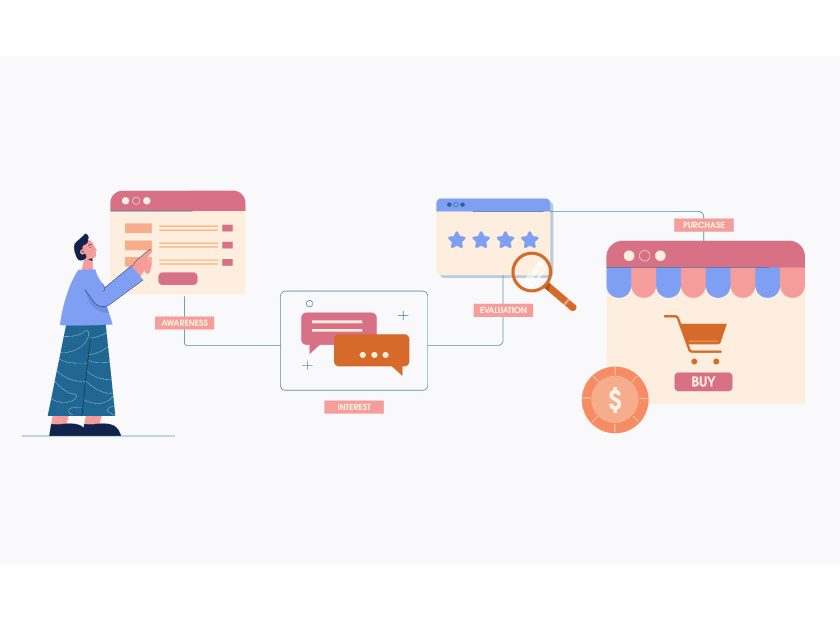 AWARENESS
INTEREST
EVALUATION
PURCHASE
BUY
$